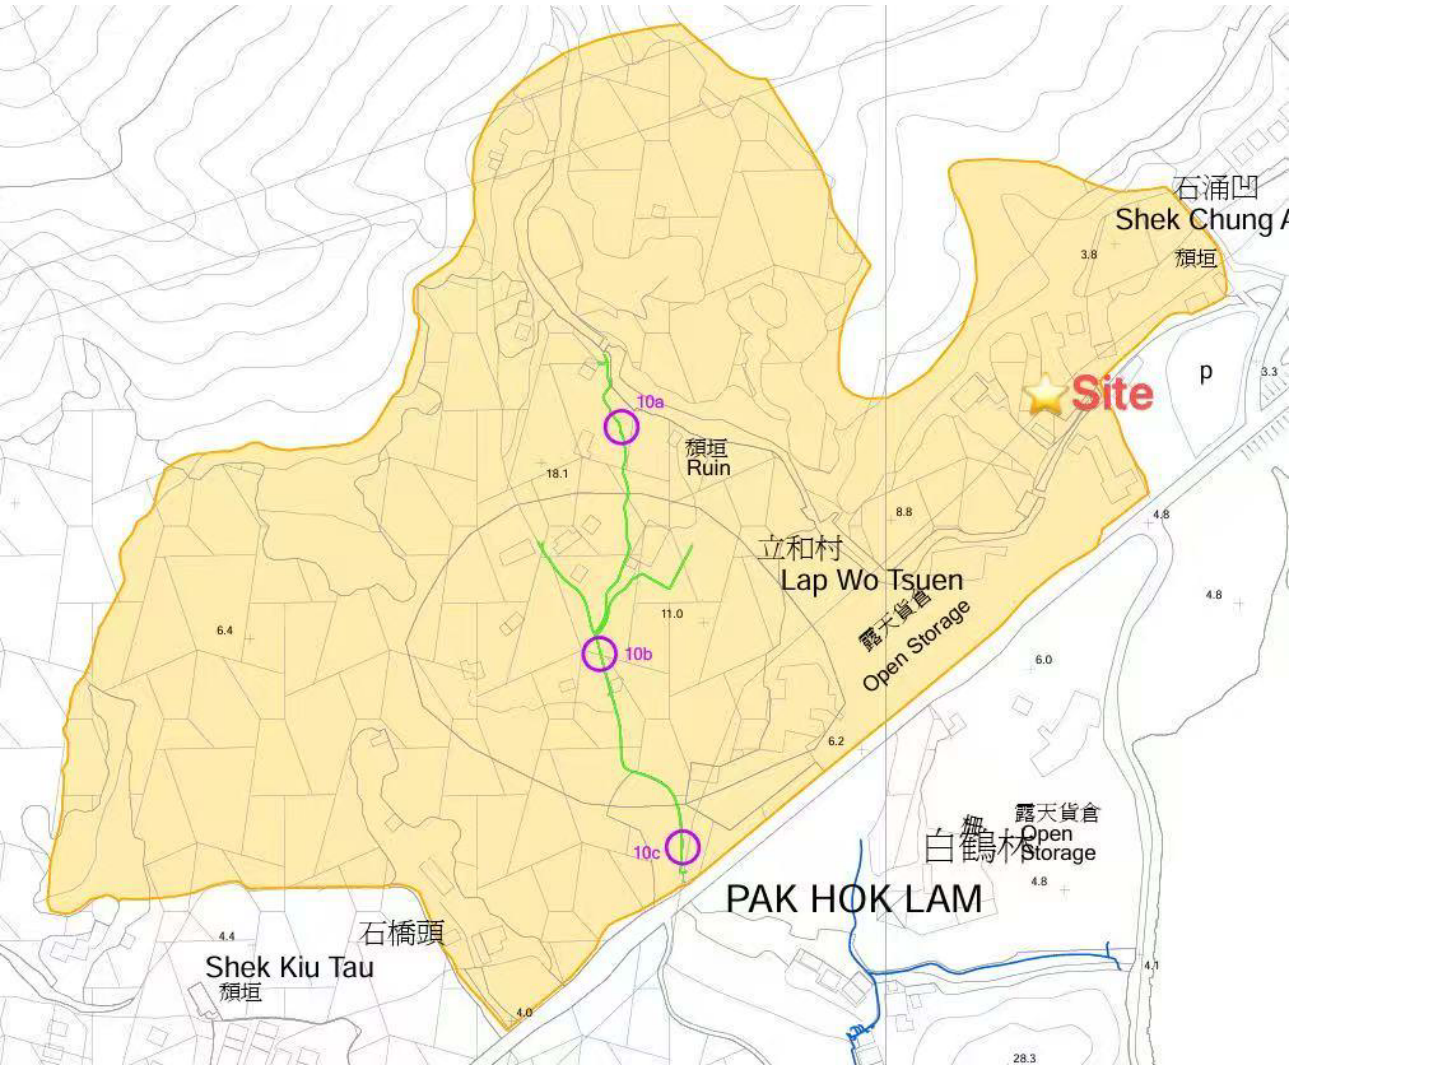 石涌凹
Shek Chung A
3.8
頹垣
p
3.3
Site
10a
頹垣
Ruin
18.1
8.8
4.8
立和村
Lap Wo Tsuen
4.8
11.0
露天貨倉
Open Storage
6.4
10b
6.0
6.2
露天貨倉
Open
Storage
白鶴林
10c
4.8
PAK HOK LAM
石橋頭
4.4
Shek Kiu Tau
頹垣
4.1
4.0
28.3